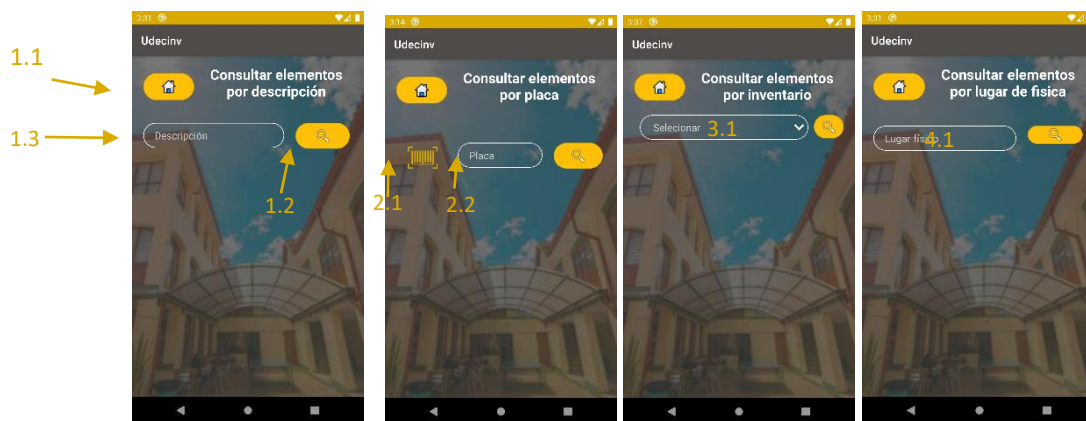 1.1
1.3
3:31
Udecinv
Consultar elementos
por descripción
Descripción
1.2
3:14
Udecinv
Consultar elementos
por placa
Placa
2.1
2.2
3:37
Udecinv
Consultar elementos
por inventario
Selecionar
3.1
3:31
Udecinv
Consultar elementos
por lugar de fisica
Lugar físico
4.1